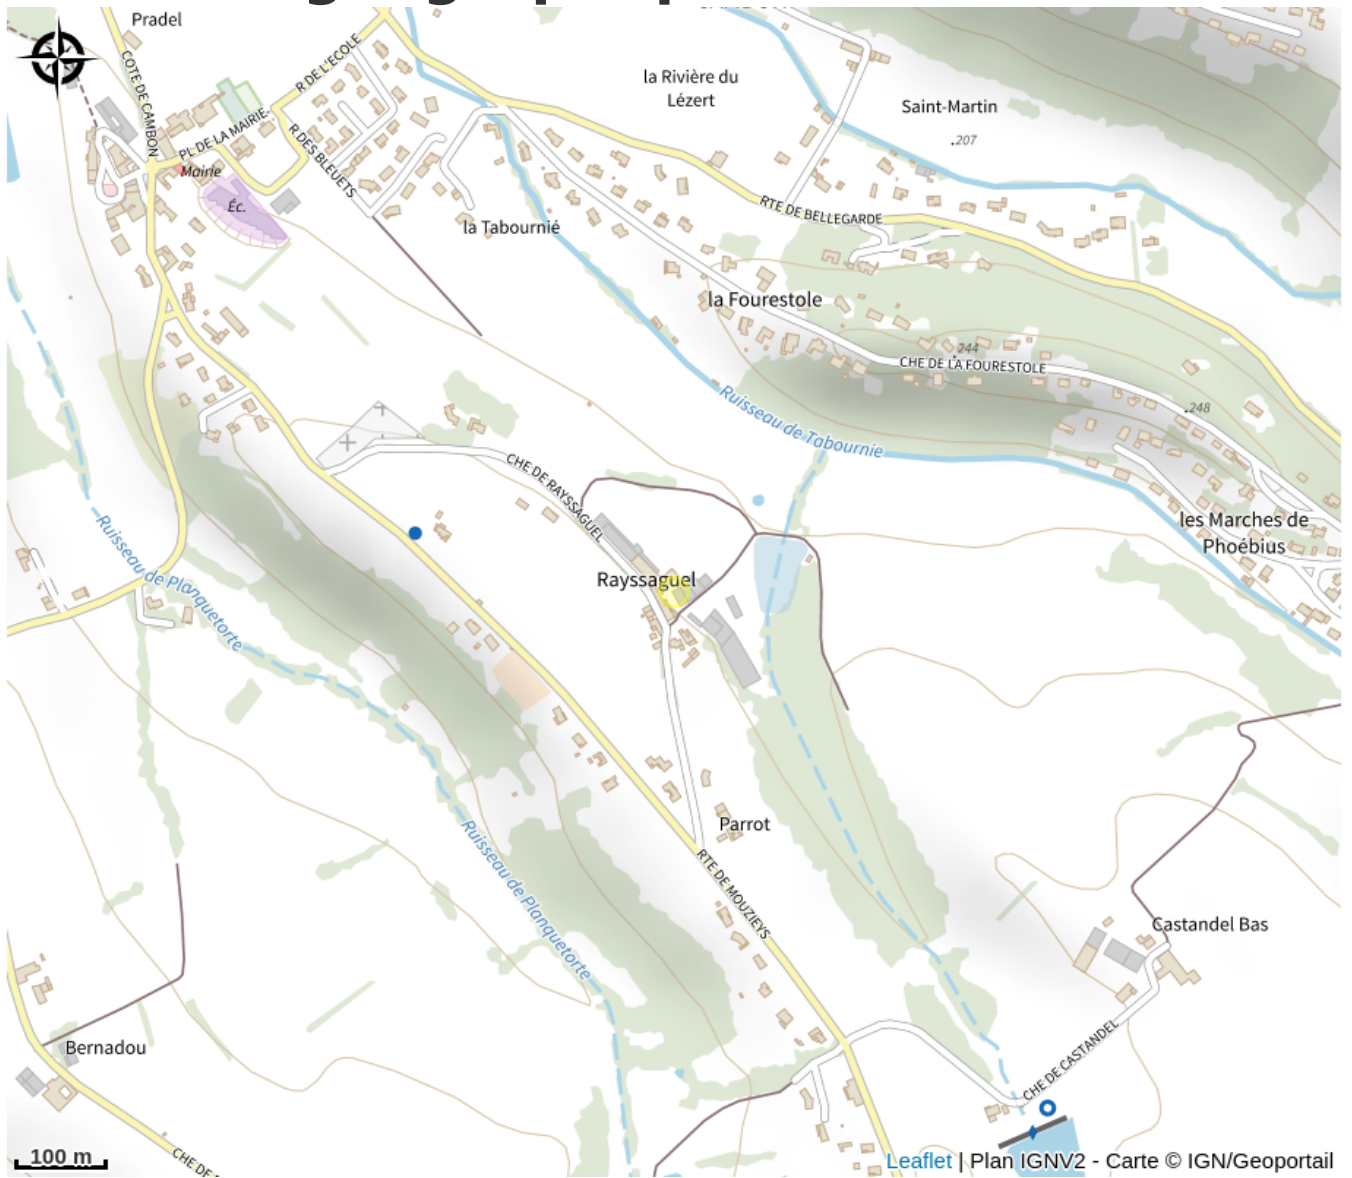 Pradel
COTE DE CAMBON
R DE L'ECOLE
la Rivière du
Lézert
Saint-Martin
207
PL DE LA MAIRIE
R DES BLEUETS
Mairie
Éc.
la Tabournié
RTE DE BELLEGARDE
la Fourestole
244
CHE DE LA FOURESTOLE
248
Ruisseau de Tabournie
CHE DE RAYSSAGUEL
les Marches de
Phoébius
Ruisseau de Planquetorte
Rayssaguel
Parrot
Ruisseau de Planquetorte
RTE DE MOUZIEYS
Castandel Bas
Bernadou
CHE DE CASTANDEL
100 m
CHE DE
Leaflet | Plan IGNV2 - Carte © IGN/Geoportail